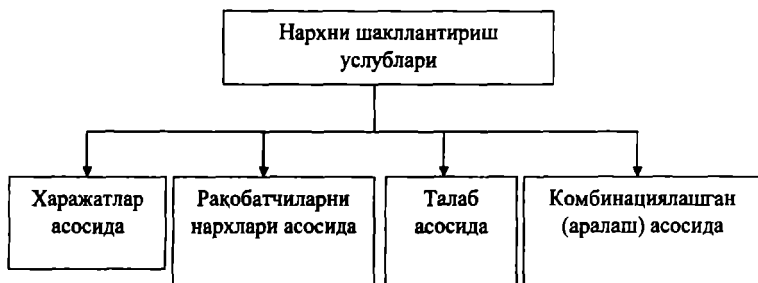 Нархни шакллантириш
услублари
Харажатлар
асосида
Рақобатчиларни
нархлари асосида
Талаб
асосида
Комбинациялашган
(аралаш) асосида